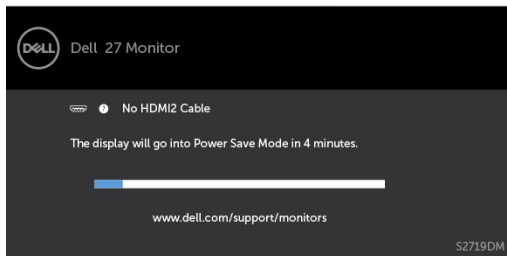 DELL
Dell 27 Monitor
? No HDMI2 Cable
The display will go into Power Save Mode in 4 minutes.
www.dell.com/support/monitors
S2719DM